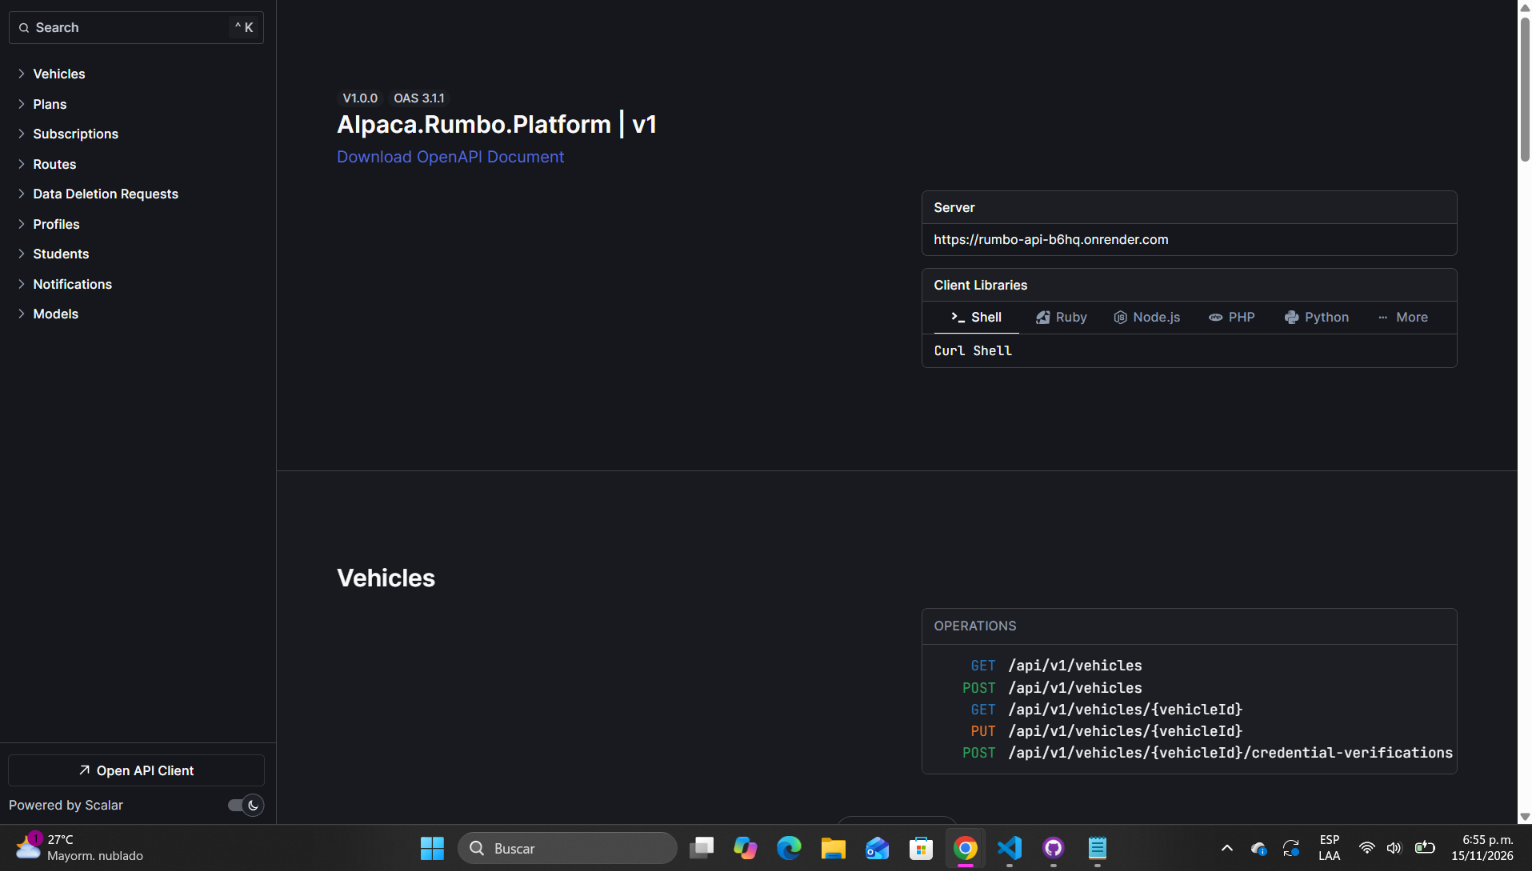 Search
^ K
Vehicles
Plans
Subscriptions
Routes
Data Deletion Requests
Profiles
Students
Notifications
Models
Open API Client
Powered by Scalar
V1.0.0 OAS 3.1.1
Alpaca.Rumbo.Platform | v1
Download OpenAPI Document
Server
https://rumbo-api-b6hq.onrender.com
Client Libraries
Shell Ruby Node.js PHP Python More
Curl Shell
Vehicles
OPERATIONS
GET /api/v1/vehicles
POST /api/v1/vehicles
GET /api/v1/vehicles/{vehicleId}
PUT /api/v1/vehicles/{vehicleId}
POST /api/v1/vehicles/{vehicleId}/credential-verifications
1
27°C
Mayorm. nublado
Buscar
ESP
LAA
6:55 p. m.
15/11/2026